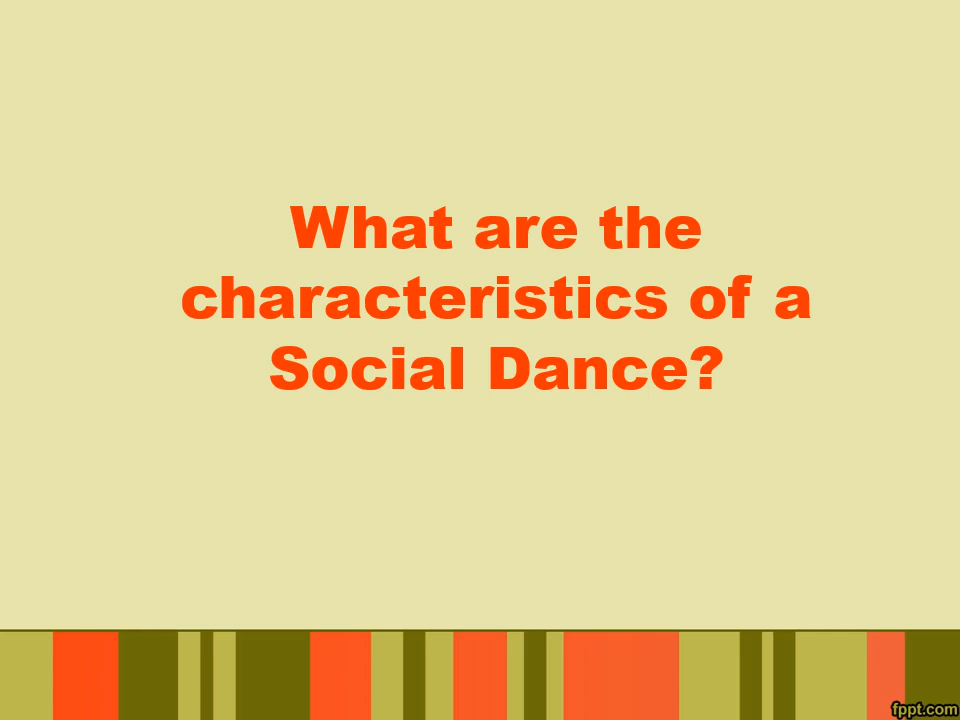 What are the
characteristics of a
Social Dance?
fppt.com